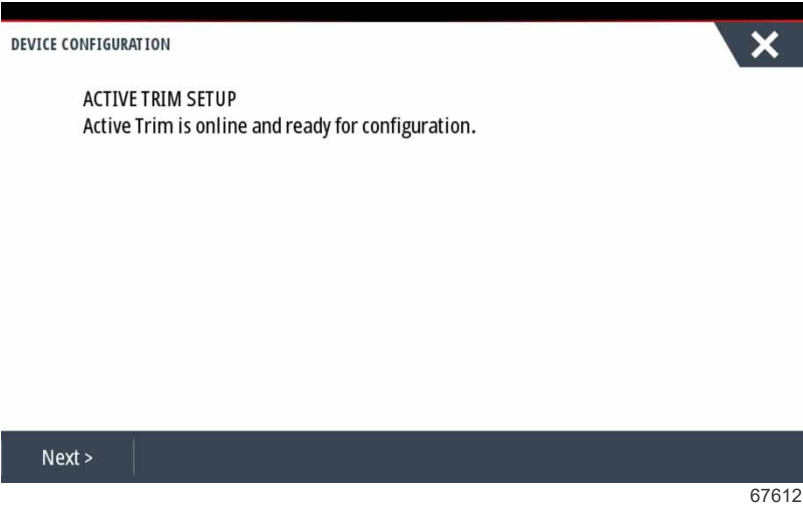 DEVICE CONFIGURATION
ACTIVE TRIM SETUP
Active Trim is online and ready for configuration.
Next >
67612